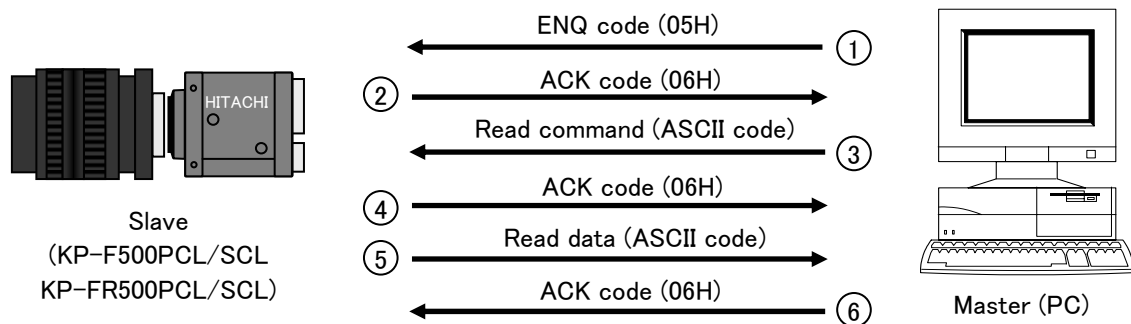 ENQ code (05H)
①
② ACK code (06H)
HITACHI
Read command (ASCII code)
③
ACK code (06H)
④
Slave
Read data (ASCII code)
(KP-F500PCL/SCL
⑤
KP-FR500PCL/SCL)
ACK code (06H)
⑥
Master (PC)